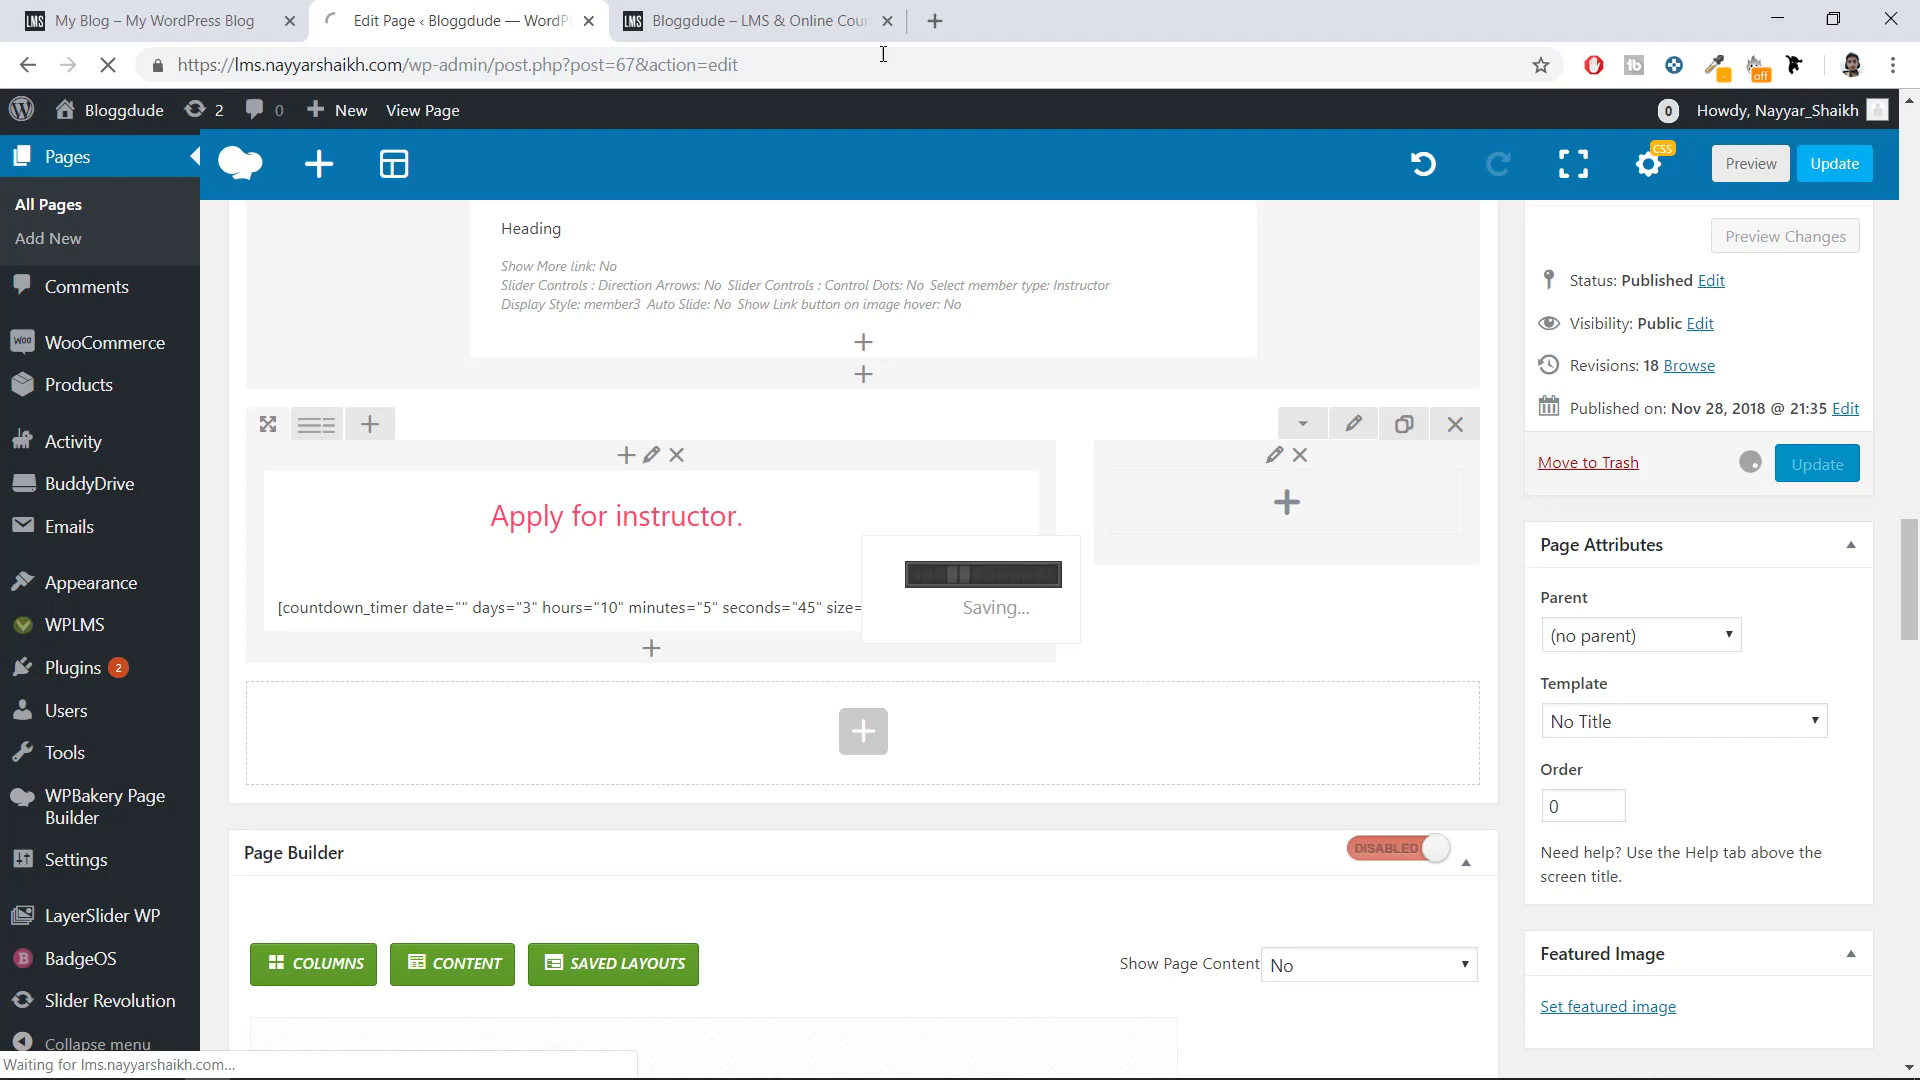 LMS My Blog – My WordPress Blog
Edit Page ‹ Bloggdude — WordP
LMS Bloggdude – LMS & Online Cour
https://lms.nayyarshaikh.com/wp-admin/post.php?post=67&action=edit
off
Bloggdude 2 0 New View Page
0 Howdy, Nayyar_Shaikh
Pages
All Pages
Add New
Comments
WooCommerce
Products
Activity
BuddyDrive
Emails
Appearance
WPLMS
Plugins 2
Users
Tools
WPBakery Page
Builder
Settings
LayerSlider WP
BadgeOS
Slider Revolution
Collapse menu
Waiting for lms.nayyarshaikh.com...
CSS
Preview
Update
Heading
Show More link: No
Slider Controls : Direction Arrows: No Slider Controls : Control Dots: No Select member type: Instructor
Display Style: member3 Auto Slide: No Show Link button on image hover: No
Apply for instructor.
[countdown_timer date="" days="3" hours="10" minutes="5" seconds="45" size=
Saving...
Page Builder
DISABLED
COLUMNS
CONTENT
SAVED LAYOUTS
Show Page Content No
Preview Changes
Status: Published Edit
Visibility: Public Edit
Revisions: 18 Browse
Published on: Nov 28, 2018 @ 21:35 Edit
Move to Trash
Update
Page Attributes
Parent
(no parent)
Template
No Title
Order
0
Need help? Use the Help tab above the
screen title.
Featured Image
Set featured image